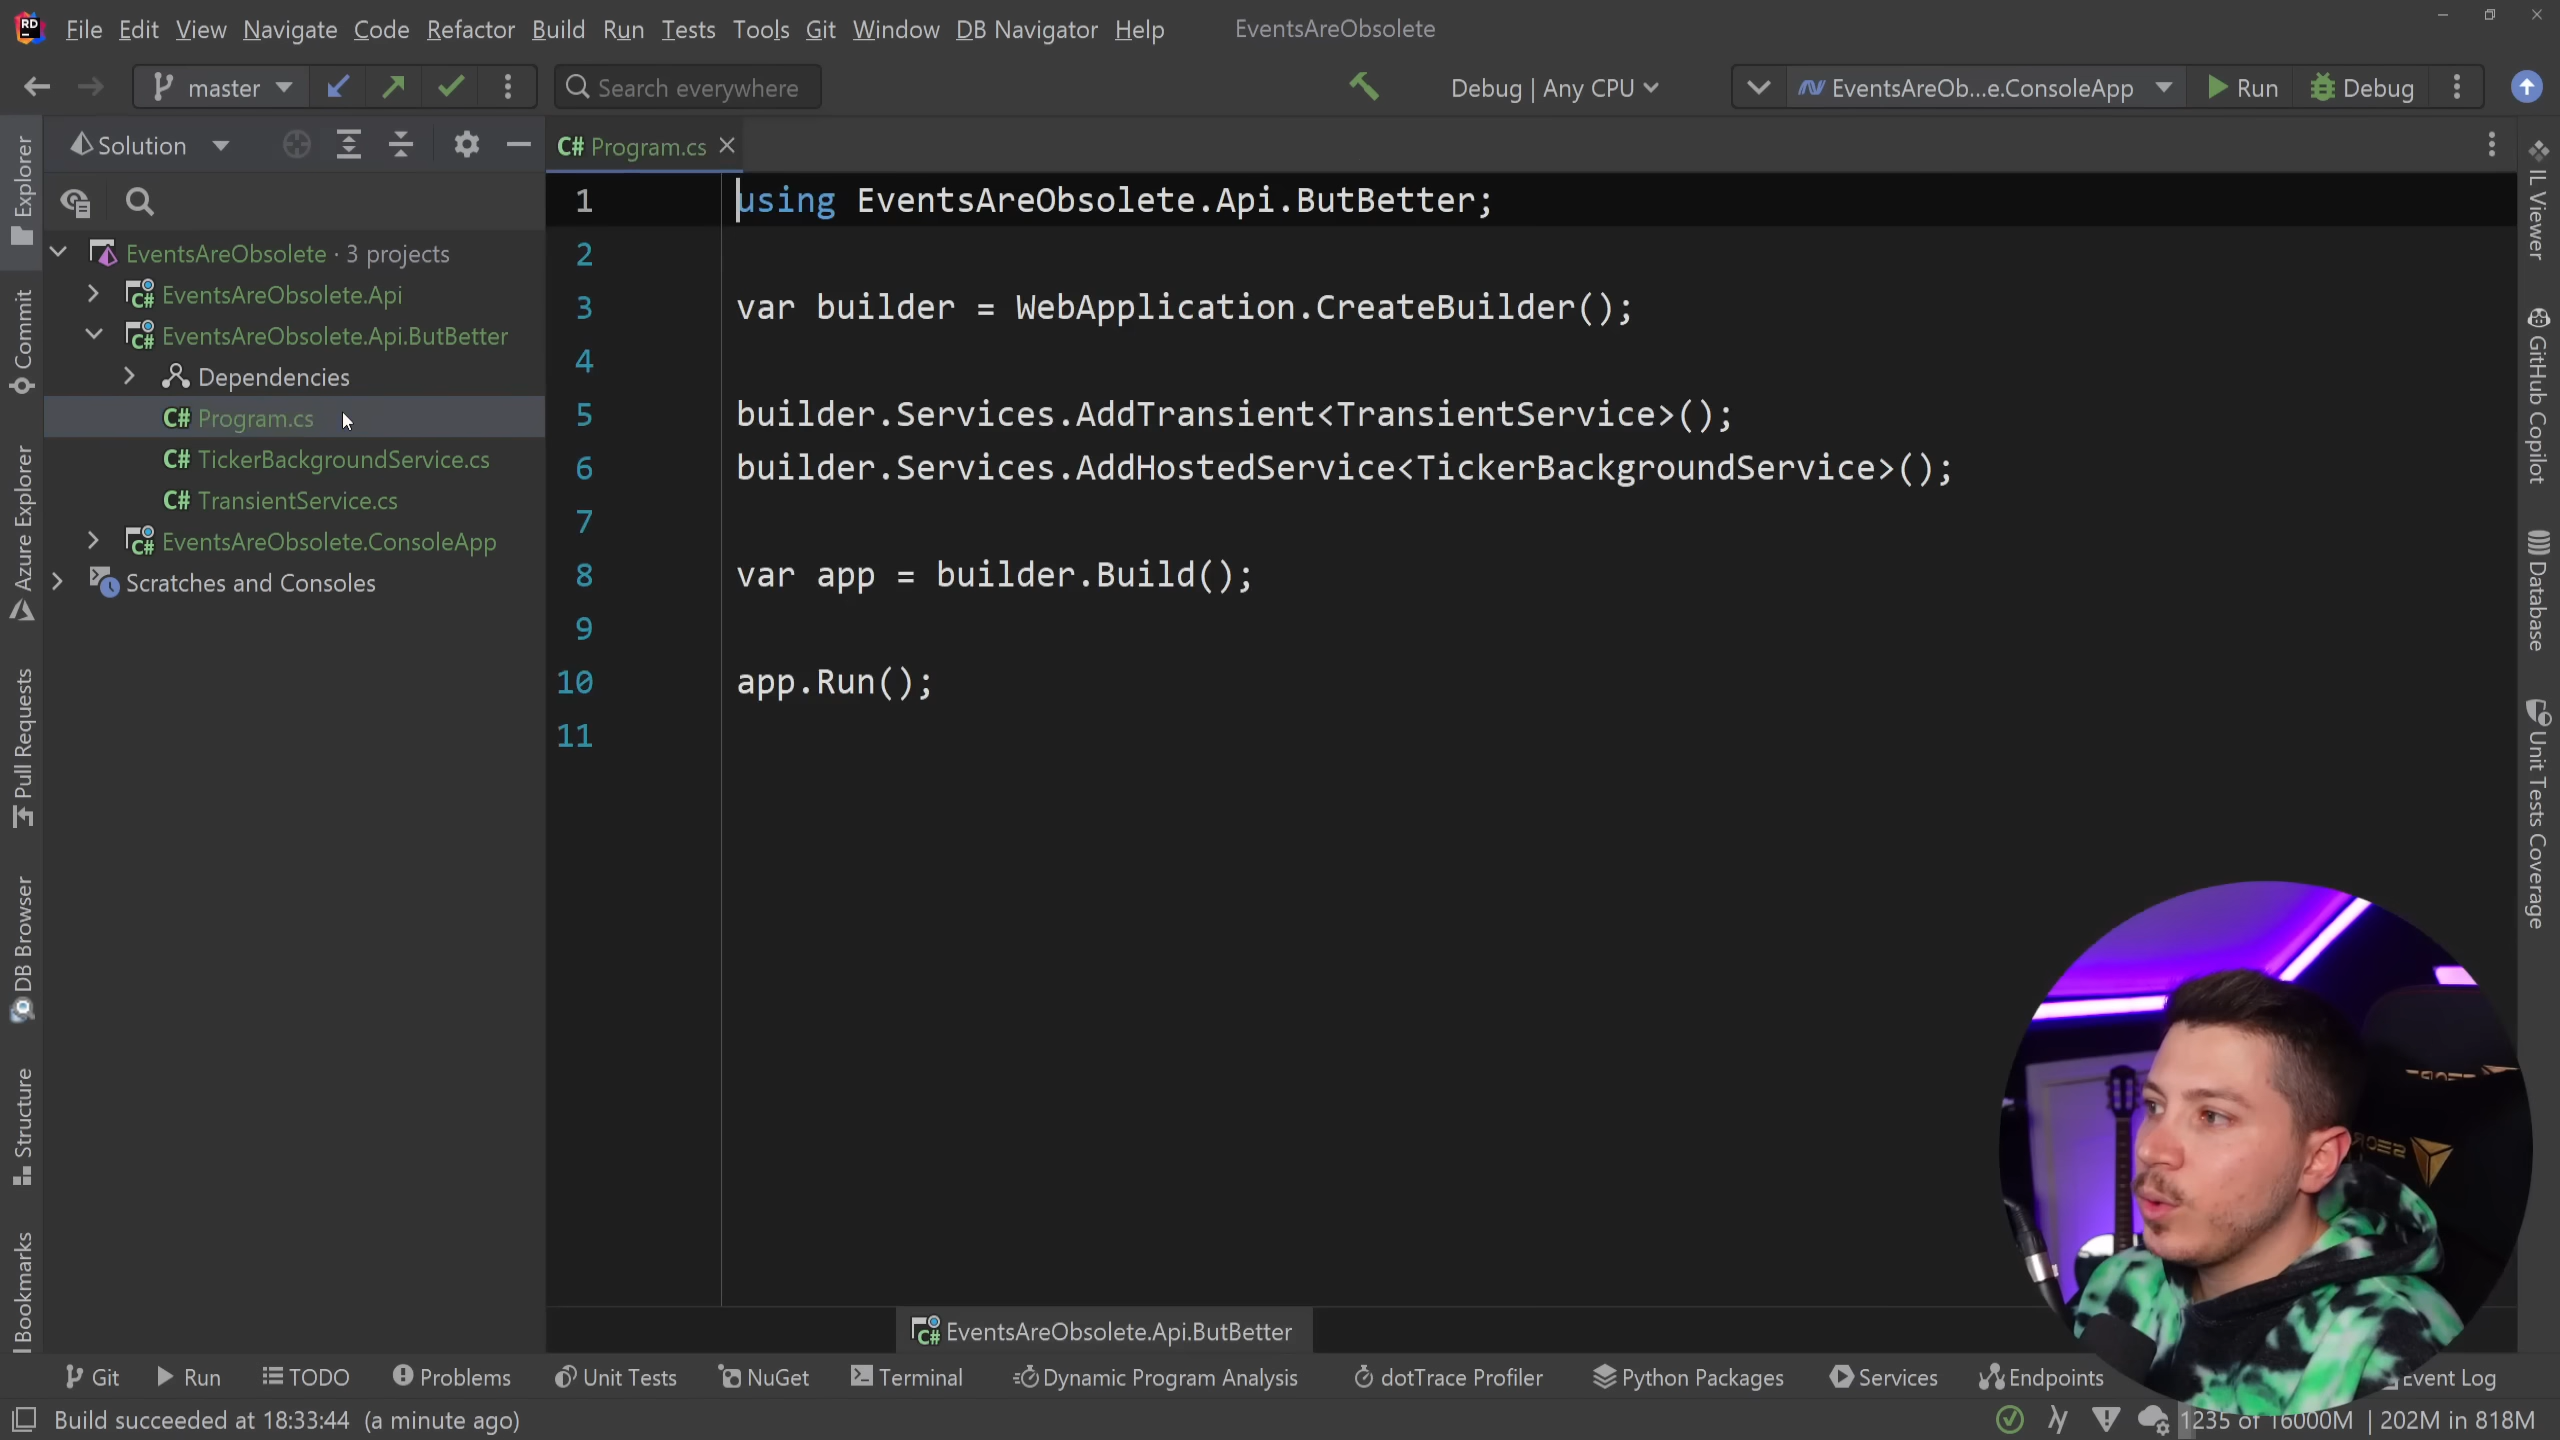 File Edit View Navigate Code Refactor Build Run Tests Tools Git Window DB Navigator Help EventsAreObsolete
master Search everywhere Debug | Any CPU EventsAreOb...e.ConsoleApp Run Debug
Solution
C# Program.cs
EventsAreObsolete · 3 projects
EventsAreObsolete.Api
EventsAreObsolete.Api.ButBetter
Dependencies
C# Program.cs
C# TickerBackgroundService.cs
C# TransientService.cs
EventsAreObsolete.ConsoleApp
Scratches and Consoles
1 using EventsAreObsolete.Api.ButBetter;
2
3 var builder = WebApplication.CreateBuilder();
4
5 builder.Services.AddTransient<TransientService>();
6 builder.Services.AddHostedService<TickerBackgroundService>();
7
8 var app = builder.Build();
9
10 app.Run();
11
Explorer
Commit
Azure Explorer
Pull Requests
DB Browser
Structure
Bookmarks
IL Viewer
GitHub Copilot
Database
Unit Tests Coverage
C# EventsAreObsolete.Api.ButBetter
Git Run TODO Problems Unit Tests NuGet Terminal Dynamic Program Analysis dotTrace Profiler Python Packages Services Endpoints Event Log
Build succeeded at 18:33:44 (a minute ago) 1235 of 16000M | 202M in 818M